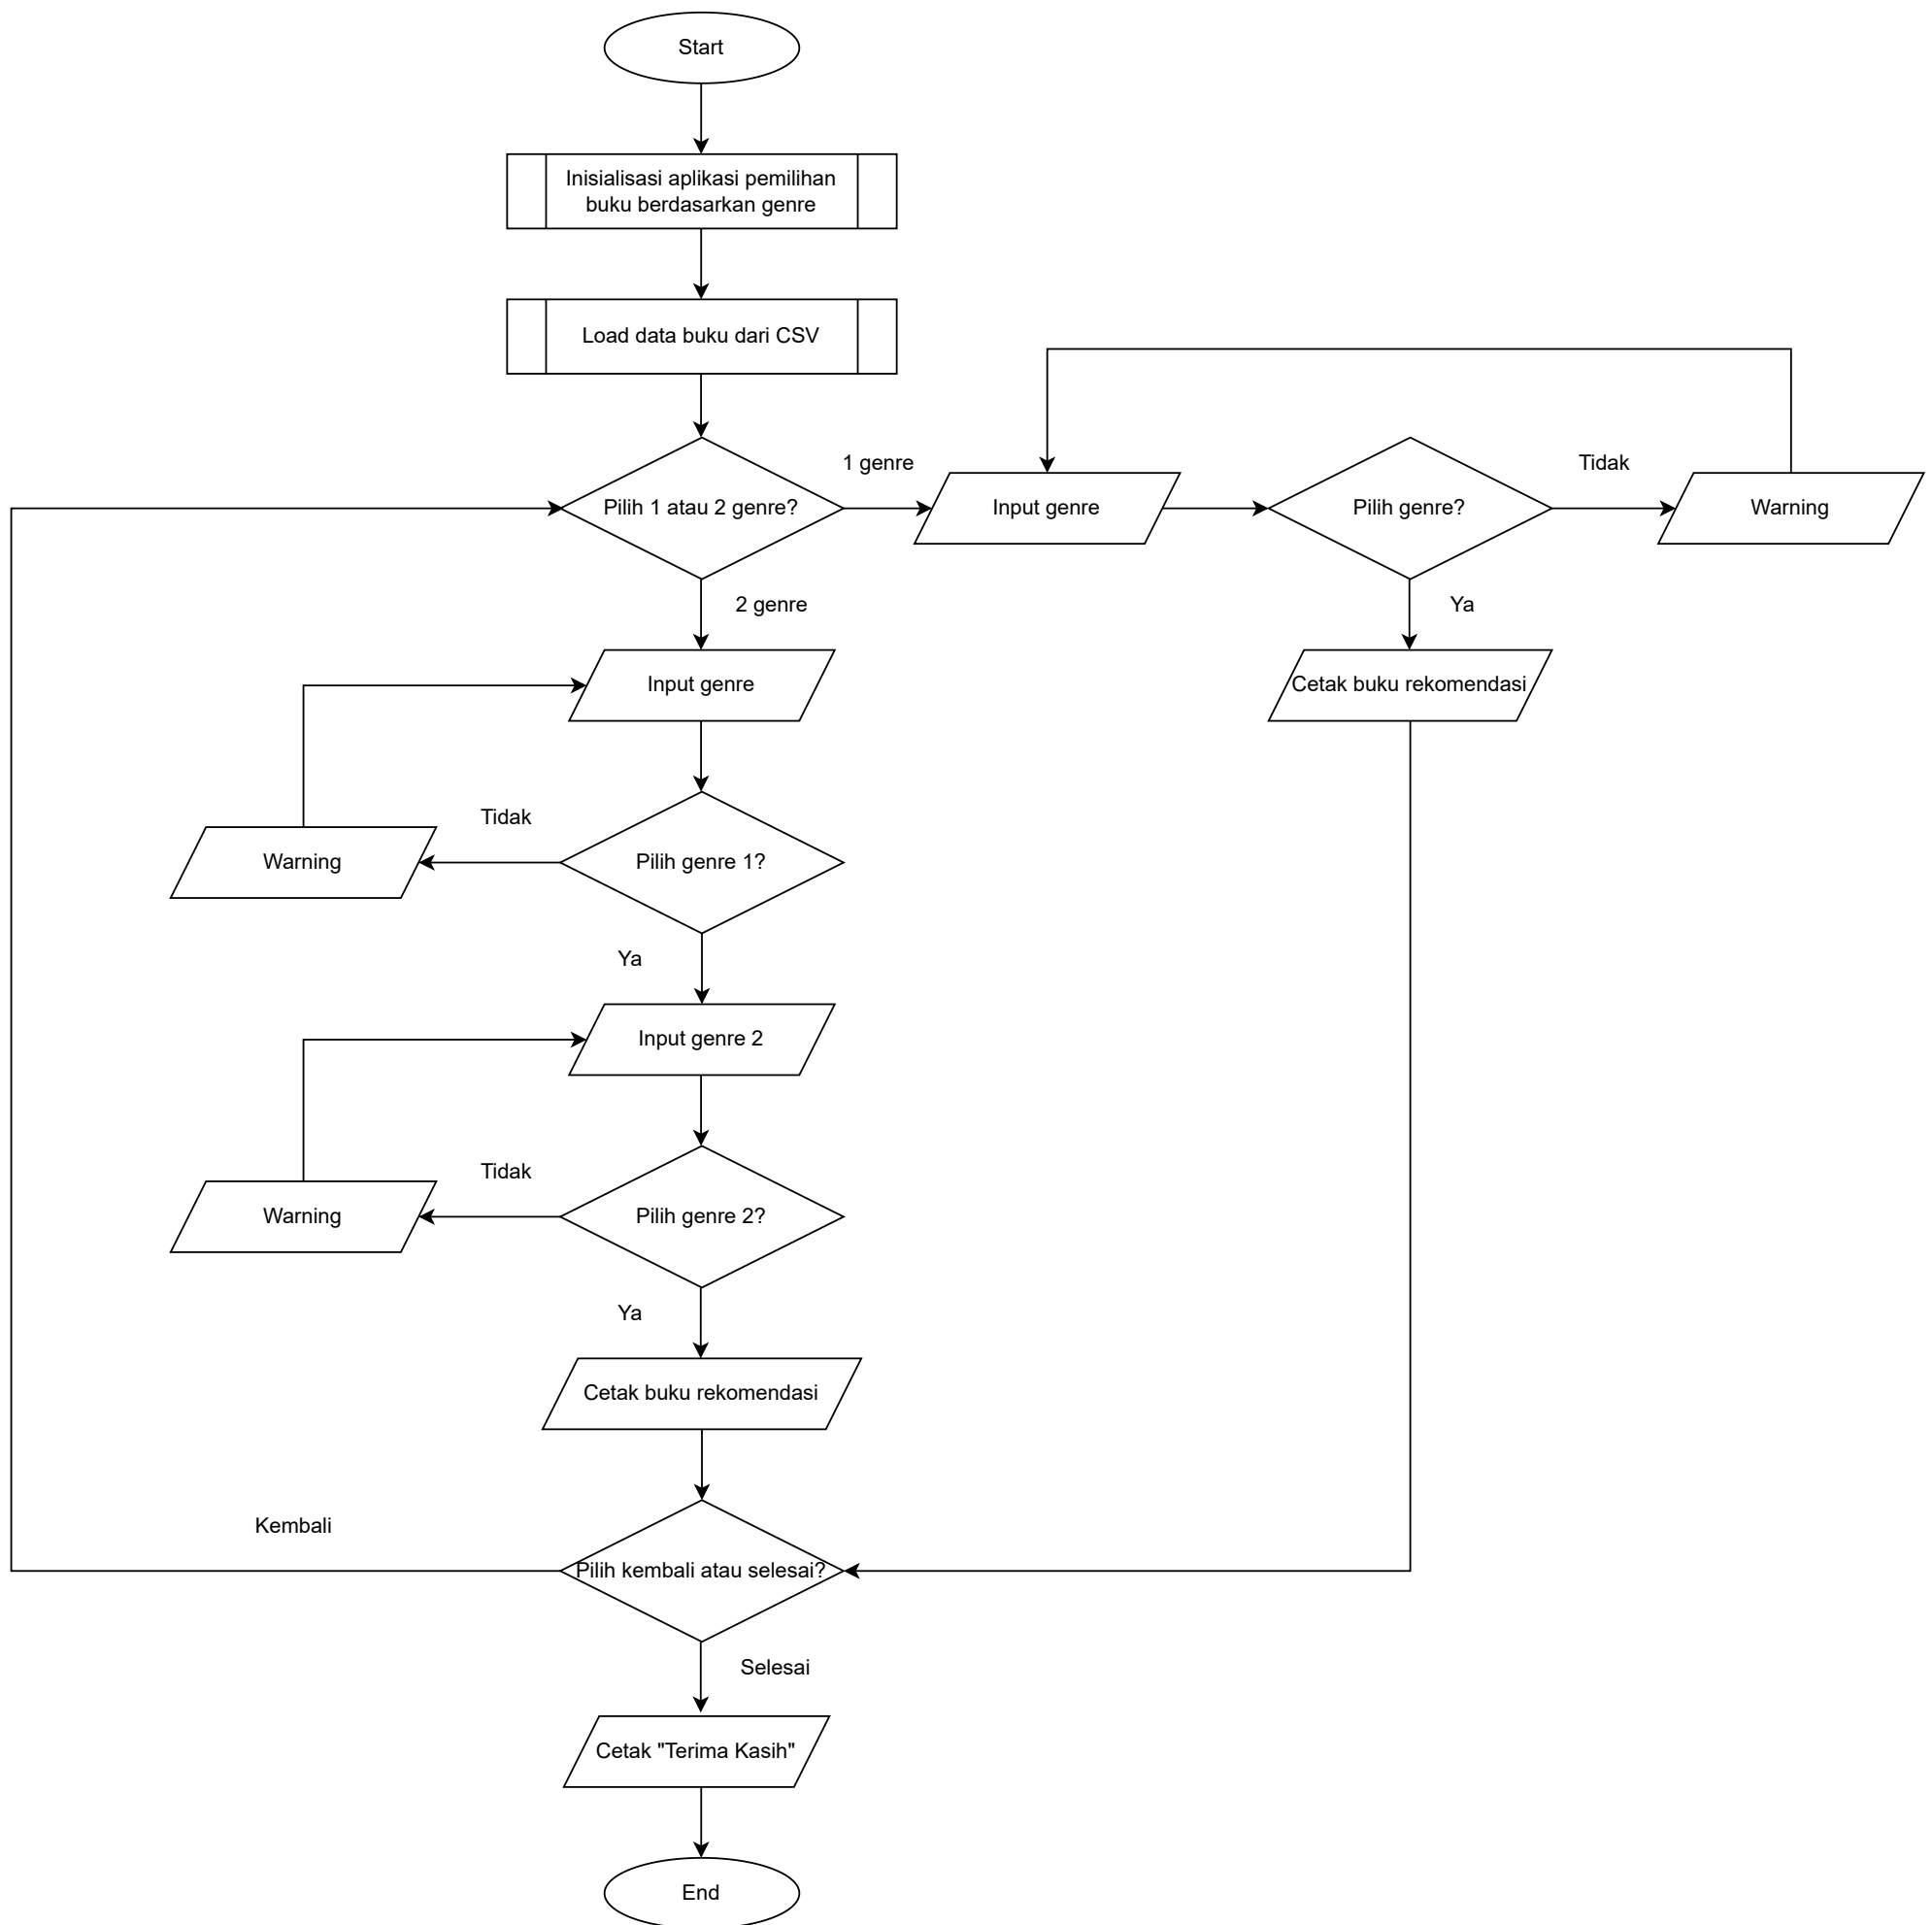 Start
Inisialisasi aplikasi pemilihan
buku berdasarkan genre
Load data buku dari CSV
Pilih 1 atau 2 genre?
1 genre
Input genre
Pilih genre?
Tidak
Warning
Ya
Cetak buku rekomendasi
2 genre
Input genre
Pilih genre 1?
Tidak
Warning
Ya
Input genre 2
Pilih genre 2?
Tidak
Warning
Ya
Cetak buku rekomendasi
Pilih kembali atau selesai?
Kembali
Selesai
Cetak "Terima Kasih"
End